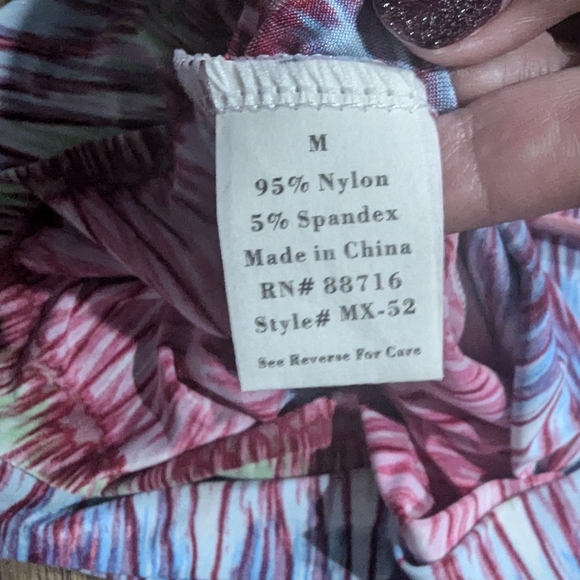 M
95% Nylon
5% Spandex
Made in China
RN# 88716
Style# MX-52
See Reverse For Care